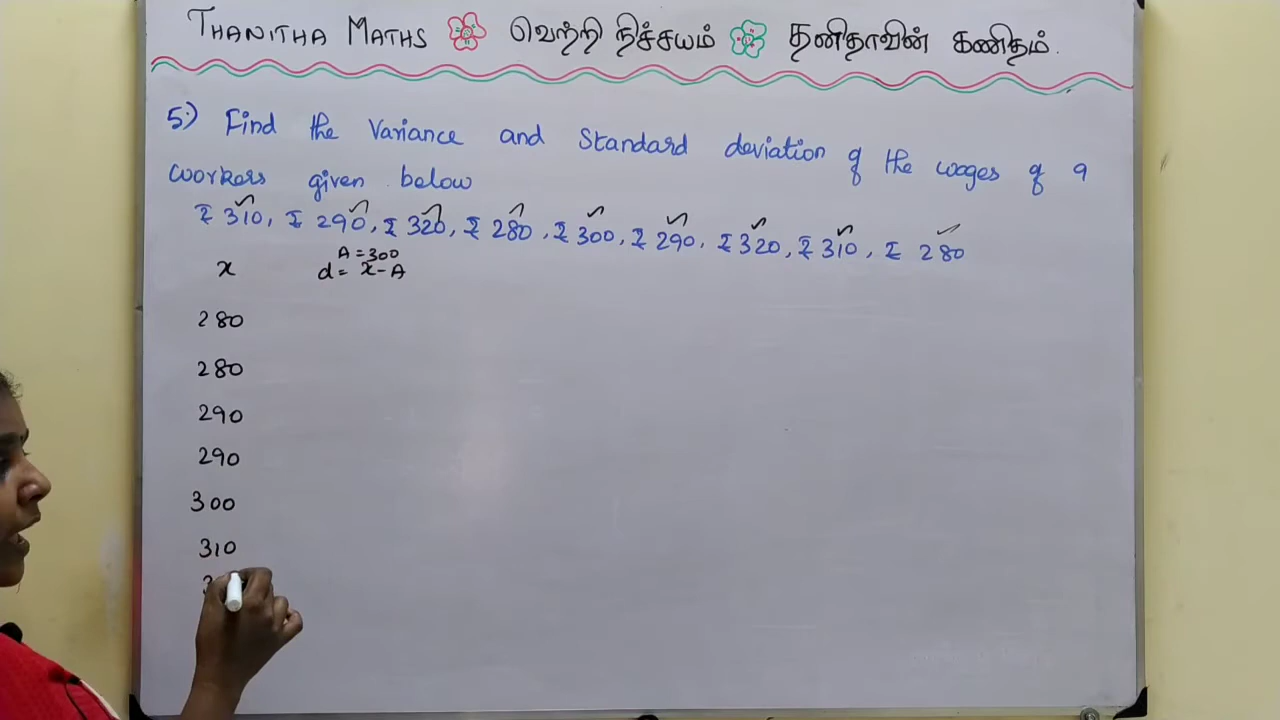 THANITHA MATHS வெற்றி நிச்சயம் தனிதாவின் கணிதம்.
5.) Find the Variance and Standard deviation of the wages of 9
workers given below
₹ 310, ₹ 290, ₹ 320, ₹ 280, ₹ 300, ₹ 290, ₹ 320, ₹ 310, ₹ 280
A = 300
x d = x - A
280
280
290
290
300
310